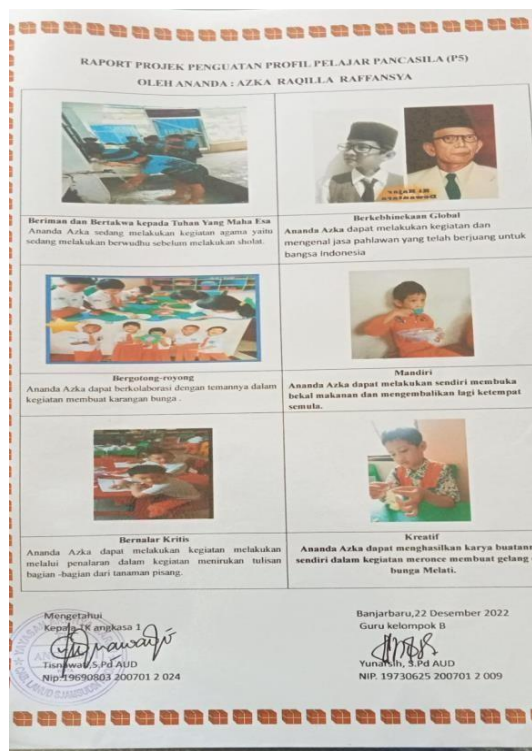 RAPORT PROJEK PENGUATAN PROFIL PELAJAR PANCASILA (P5)
OLEH ANANDA : AZKA RAQILLA RAFFANSYA
Beriman dan Bertakwa kepada Tuhan Yang Maha Esa
Ananda Azka sedang melakukan kegiatan agama yaitu
sedang melakukan berwudhu sebelum melakukan sholat.
Berkebhinekaan Global
Ananda Azka dapat melakukan kegiatan dan
mengenal jasa pahlawan yang telah berjuang untuk
bangsa Indonesia
Bergotong-royong
Ananda Azka dapat berkolaborasi dengan temannya dalam
kegiatan membuat karangan bunga .
Mandiri
Ananda Azka dapat melakukan sendiri membuka
bekal makanan dan mengembalikan lagi ketempat
semula.
Bernalar Kritis
Ananda Azka dapat melakukan kegiatan melakukan
melalui penalaran dalam kegiatan menirukan tulisan
bagian -bagian dari tanaman pisang.
Kreatif
Ananda Azka dapat menghasilkan karya buatann
sendiri dalam kegiatan meronce membuat gelang
bunga Melati.
Mengetahui
Kepala TK angkasa 1
Tisnawati,S.Pd AUD
Nip.19690803 200701 2 024
Banjarbaru,22 Desember 2022
Guru kelompok B
Yunarsih, S.Pd AUD
NIP. 19730625 200701 2 009